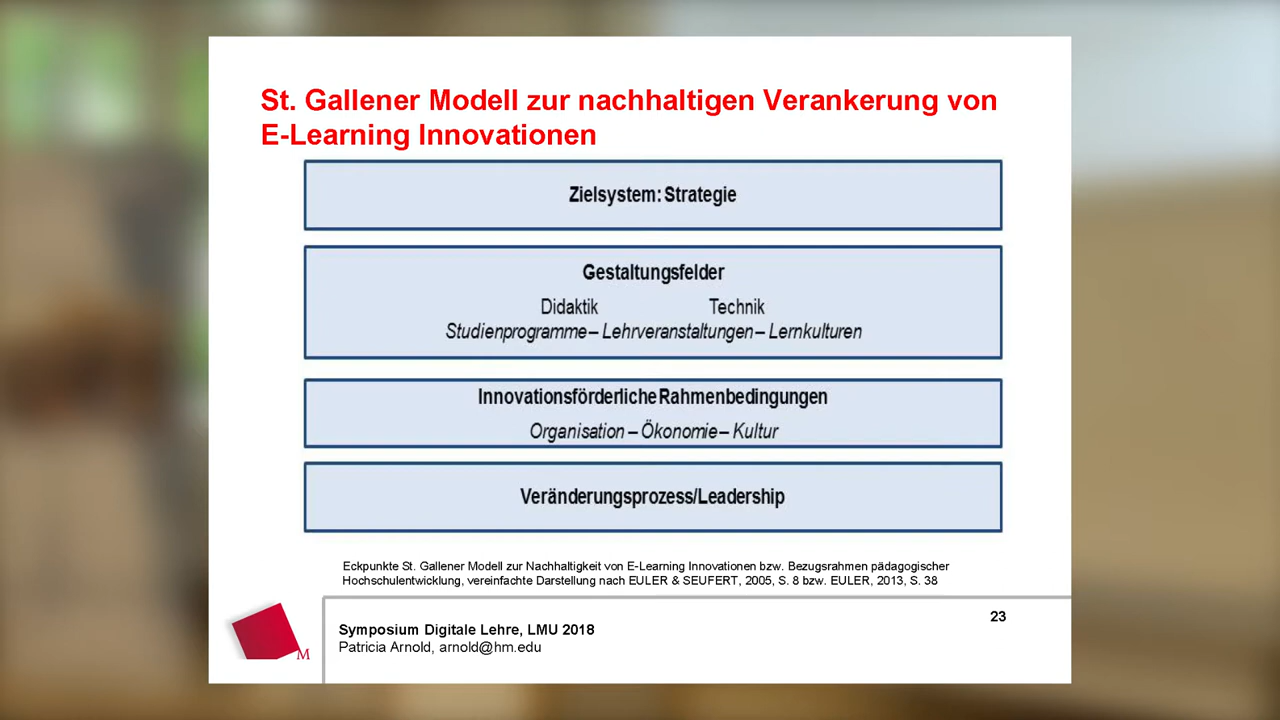 St. Gallener Modell zur nachhaltigen Verankerung von
E-Learning Innovationen
Zielsystem: Strategie
Gestaltungsfelder
Didaktik Technik
Studienprogramme – Lehrveranstaltungen – Lernkulturen
Innovationsförderliche Rahmenbedingungen
Organisation – Ökonomie – Kultur
Veränderungsprozess/Leadership
Eckpunkte St. Gallener Modell zur Nachhaltigkeit von E-Learning Innovationen bzw. Bezugsrahmen pädagogischer
Hochschulentwicklung, vereinfachte Darstellung nach EULER & SEUFERT, 2005, S. 8 bzw. EULER, 2013, S. 38
23
Symposium Digitale Lehre, LMU 2018
Patricia Arnold, arnold@hm.edu
M